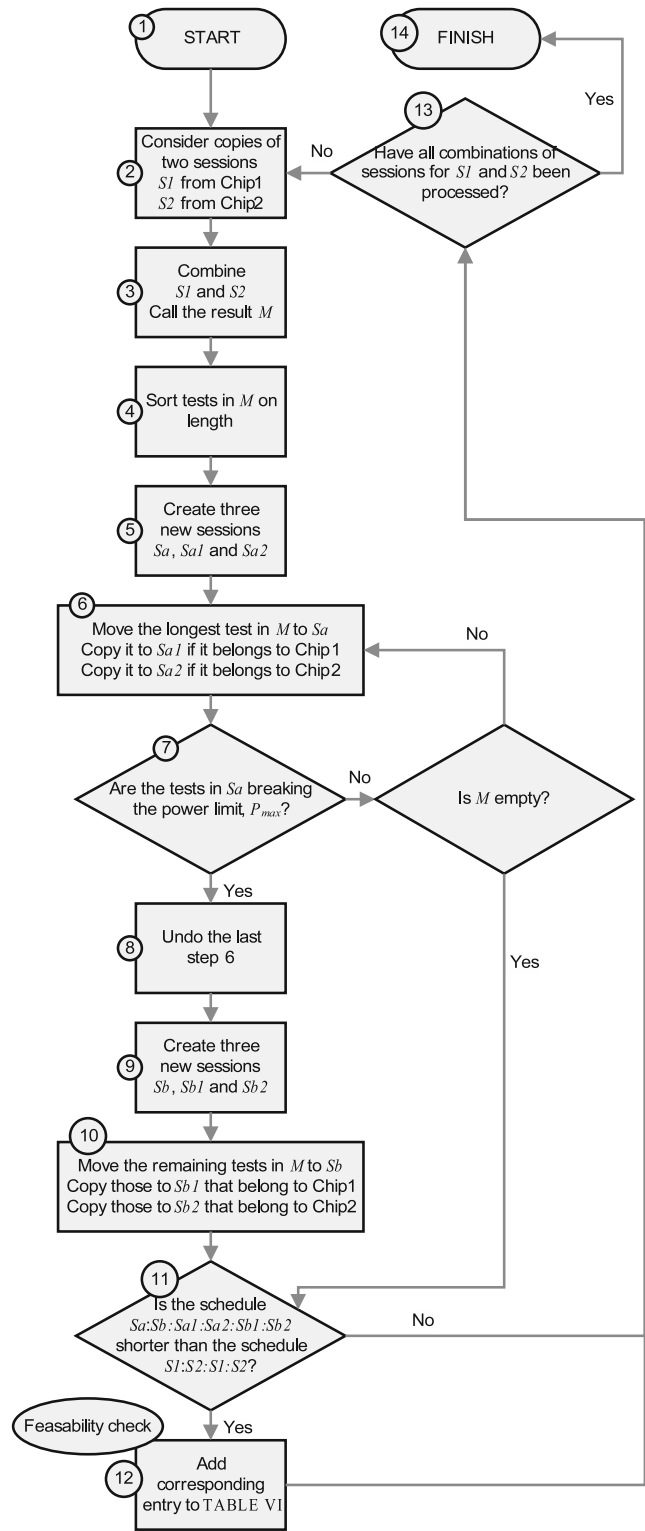 1
START
14
FINISH
Yes
13
Have all combinations of
sessions for S1 and S2 been
processed?
No
2
Consider copies of
two sessions
S1 from Chip1
S2 from Chip2
3
Combine
S1 and S2
Call the result M
4
Sort tests in M on
length
5
Create three
new sessions
Sa, Sa1 and Sa2
6
Move the longest test in M to Sa
Copy it to Sa1 if it belongs to Chip1
Copy it to Sa2 if it belongs to Chip2
No
7
Are the tests in Sa breaking
the power limit, Pmax?
No
Is M empty?
Yes
Yes
8
Undo the last
step 6
9
Create three
new sessions
Sb, Sb1 and Sb2
10
Move the remaining tests in M to Sb
Copy those to Sb1 that belong to Chip1
Copy those to Sb2 that belong to Chip2
11
Is the schedule
Sa:Sb:Sa1:Sa2:Sb1:Sb2
shorter than the schedule
S1:S2:S1:S2?
No
Yes
Feasability check
12
Add
corresponding
entry to TABLE VI